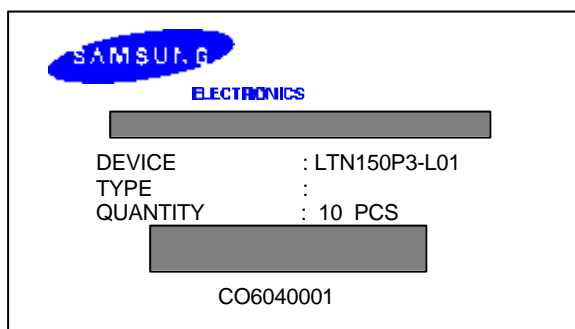 SAMSUNG
ELECTRONICS
DEVICE : LTN150P3-L01
TYPE :
QUANTITY : 10 PCS
CO6040001